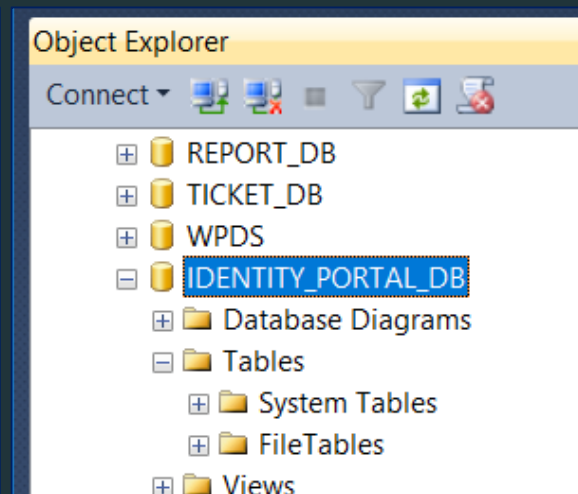 Object Explorer
Connect
REPORT_DB
TICKET_DB
WPDS
IDENTITY_PORTAL_DB
Database Diagrams
Tables
System Tables
FileTables
Views